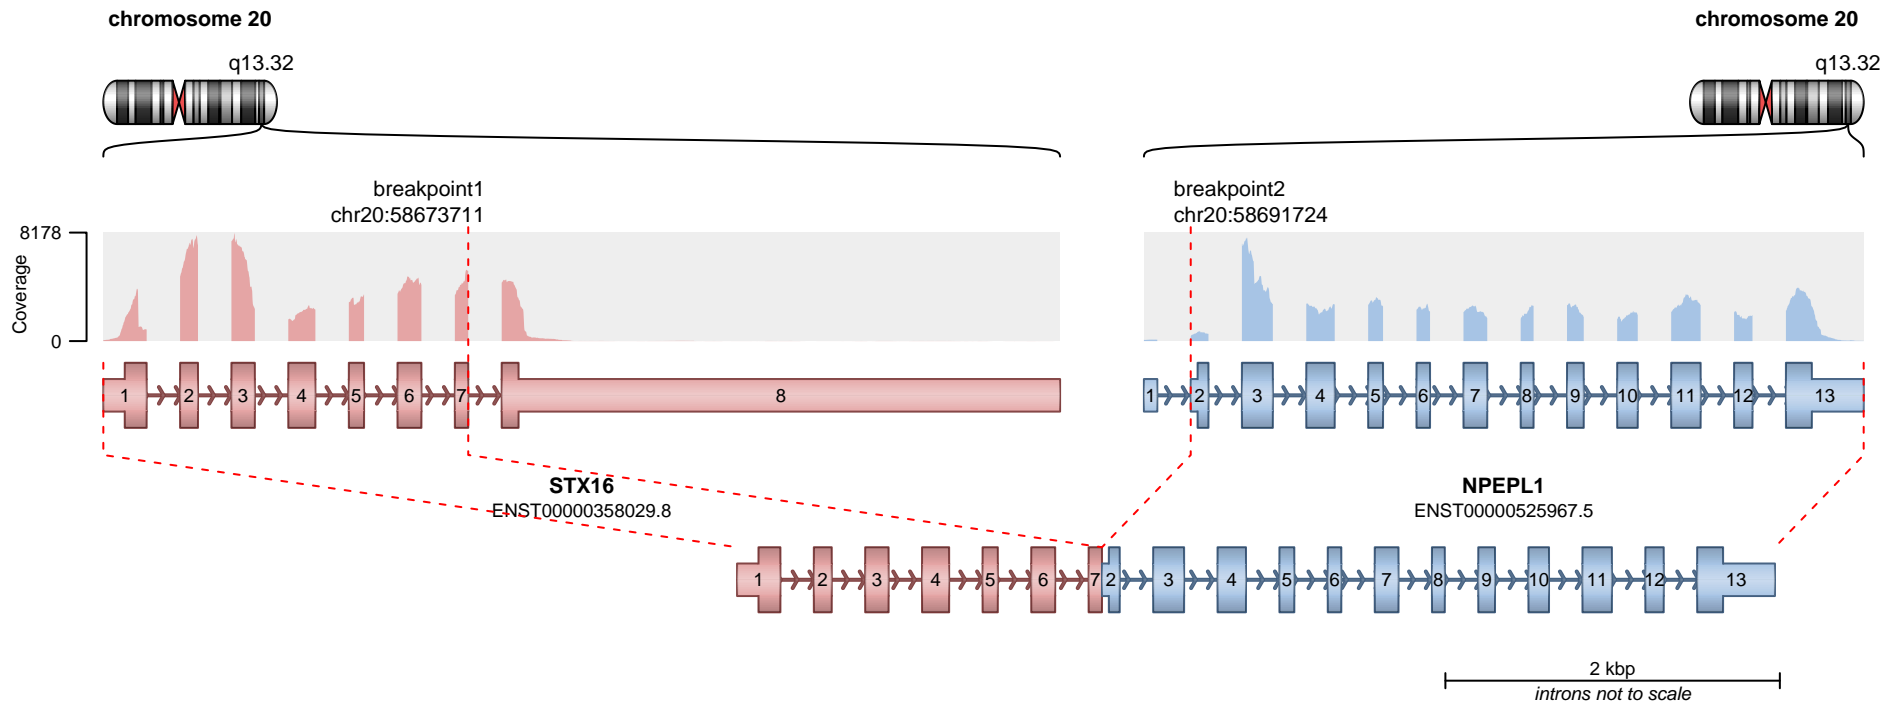 chromosome 20
chromosome 20
q13.32
q13.32
breakpoint1
chr20:58673711
breakpoint2
chr20:58691724
8178
Coverage
0
1 2 3 4 5 6 7 8
1 2 3 4 5 6 7 8 9 10 11 12 13
STX16
ENST00000358029.8
NPEPL1
ENST00000525967.5
1 2 3 4 5 6 7 2 3 4 5 6 7 8 9 10 11 12 13
2 kbp
introns not to scale